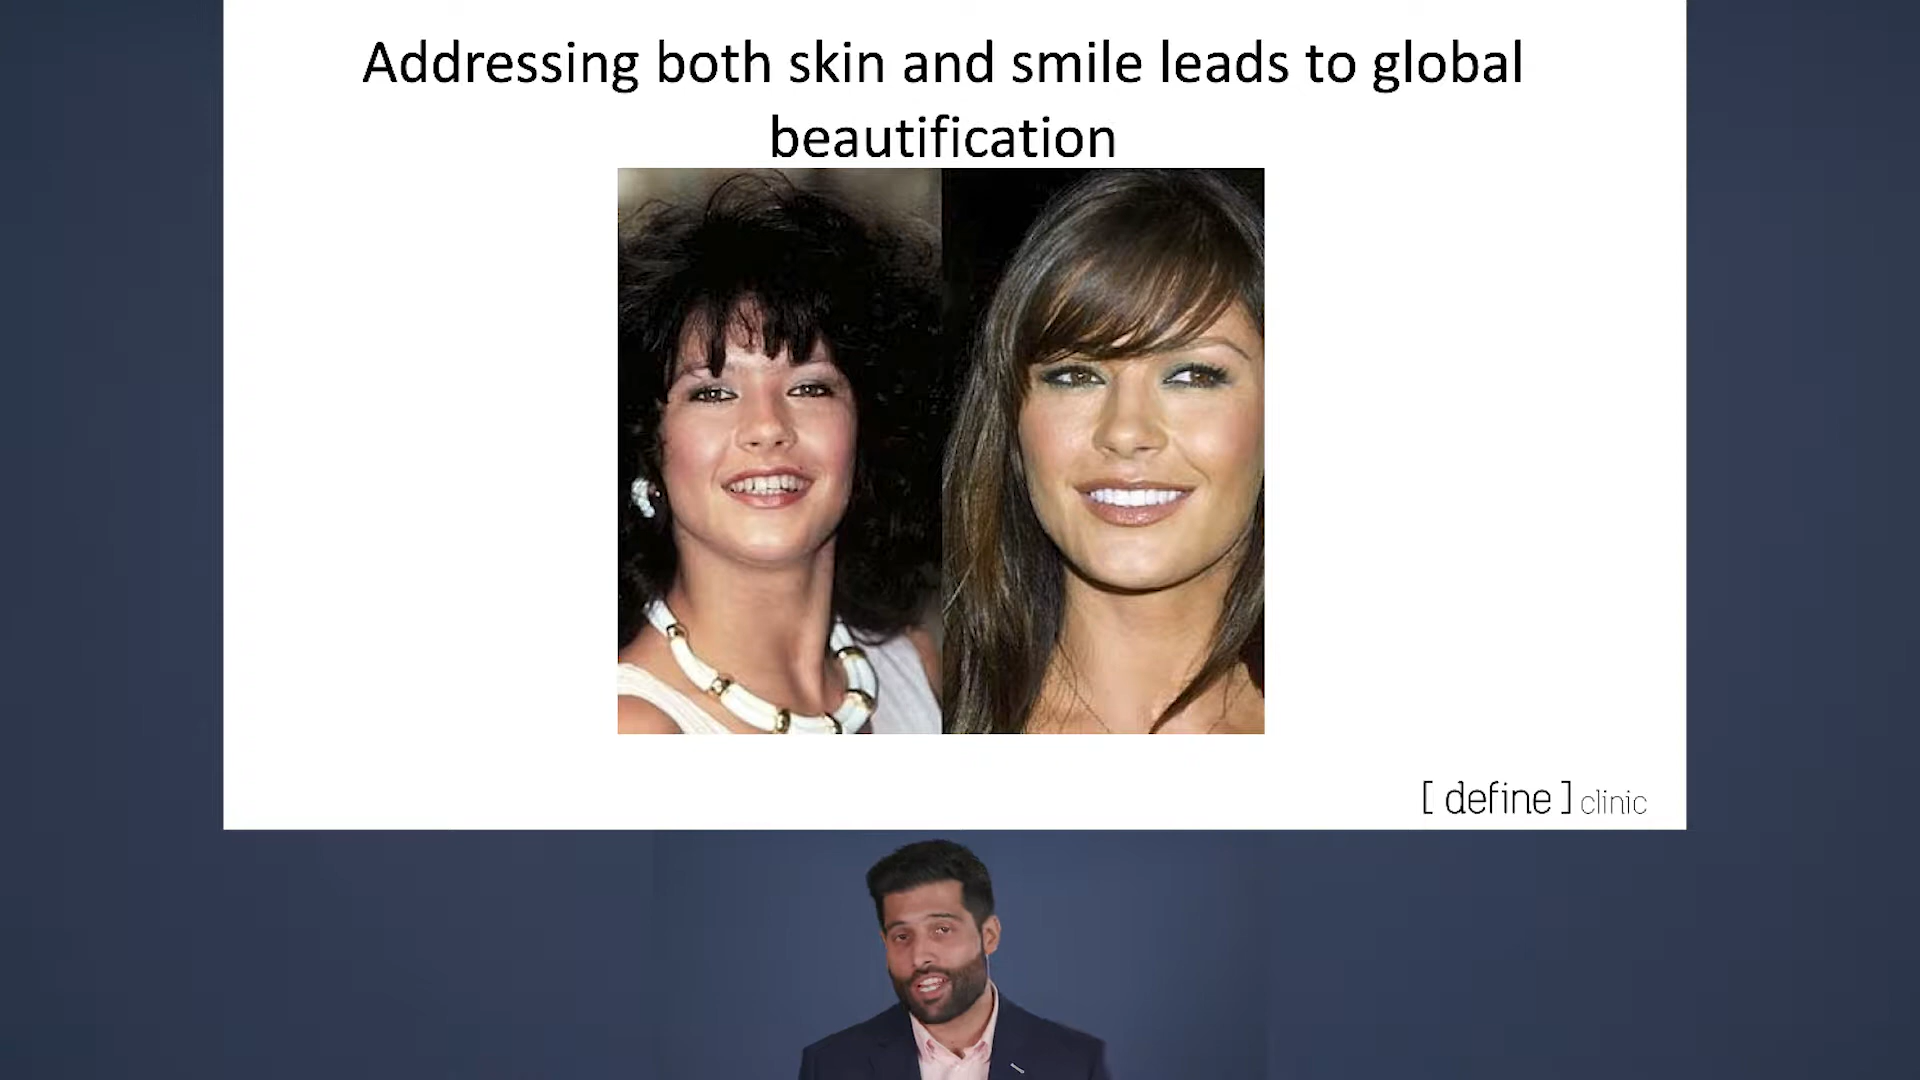 Addressing both skin and smile leads to global
beautification
[ define ] clinic